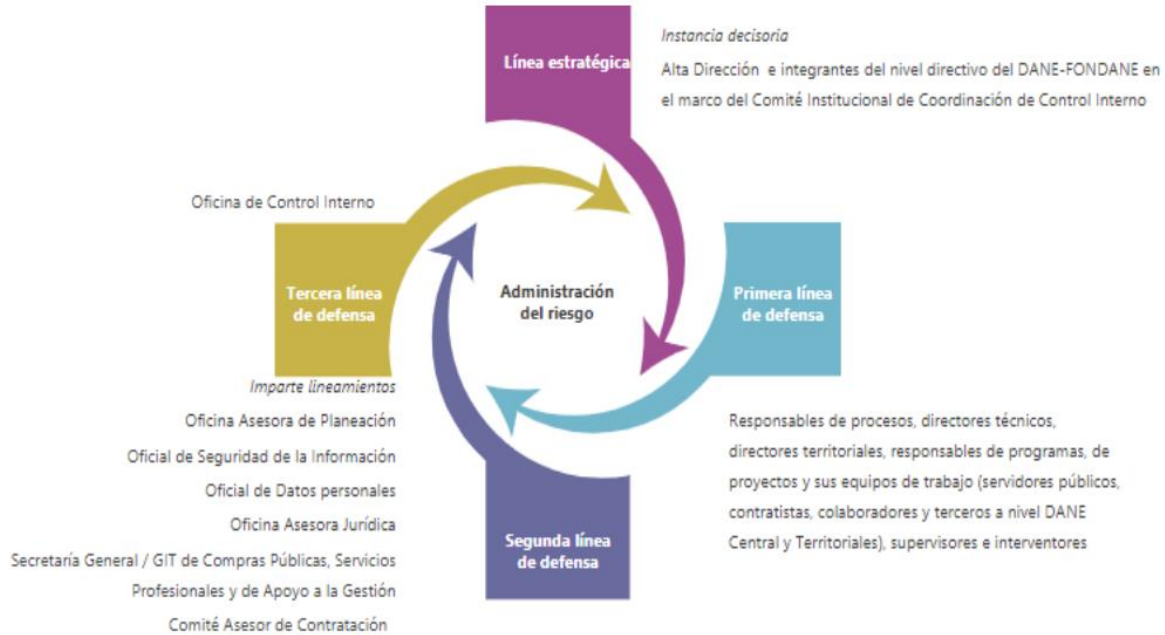 Línea estratégica
Instancia decisoria
Alta Dirección e integrantes del nivel directivo del DANE-FONDANE en
el marco del Comité Institucional de Coordinación de Control Interno
Oficina de Control Interno
Tercera línea
de defensa
Administración
del riesgo
Primera línea
de defensa
Imparte lineamientos
Oficina Asesora de Planeación
Oficial de Seguridad de la Información
Oficial de Datos personales
Oficina Asesora Jurídica
Secretaría General / GIT de Compras Públicas, Servicios
Profesionales y de Apoyo a la Gestión
Comité Asesor de Contratación
Segunda línea
de defensa
Responsables de procesos, directores técnicos,
directores territoriales, responsables de programas, de
proyectos y sus equipos de trabajo (servidores públicos,
contratistas, colaboradores y terceros a nivel DANE
Central y Territoriales), supervisores e interventores